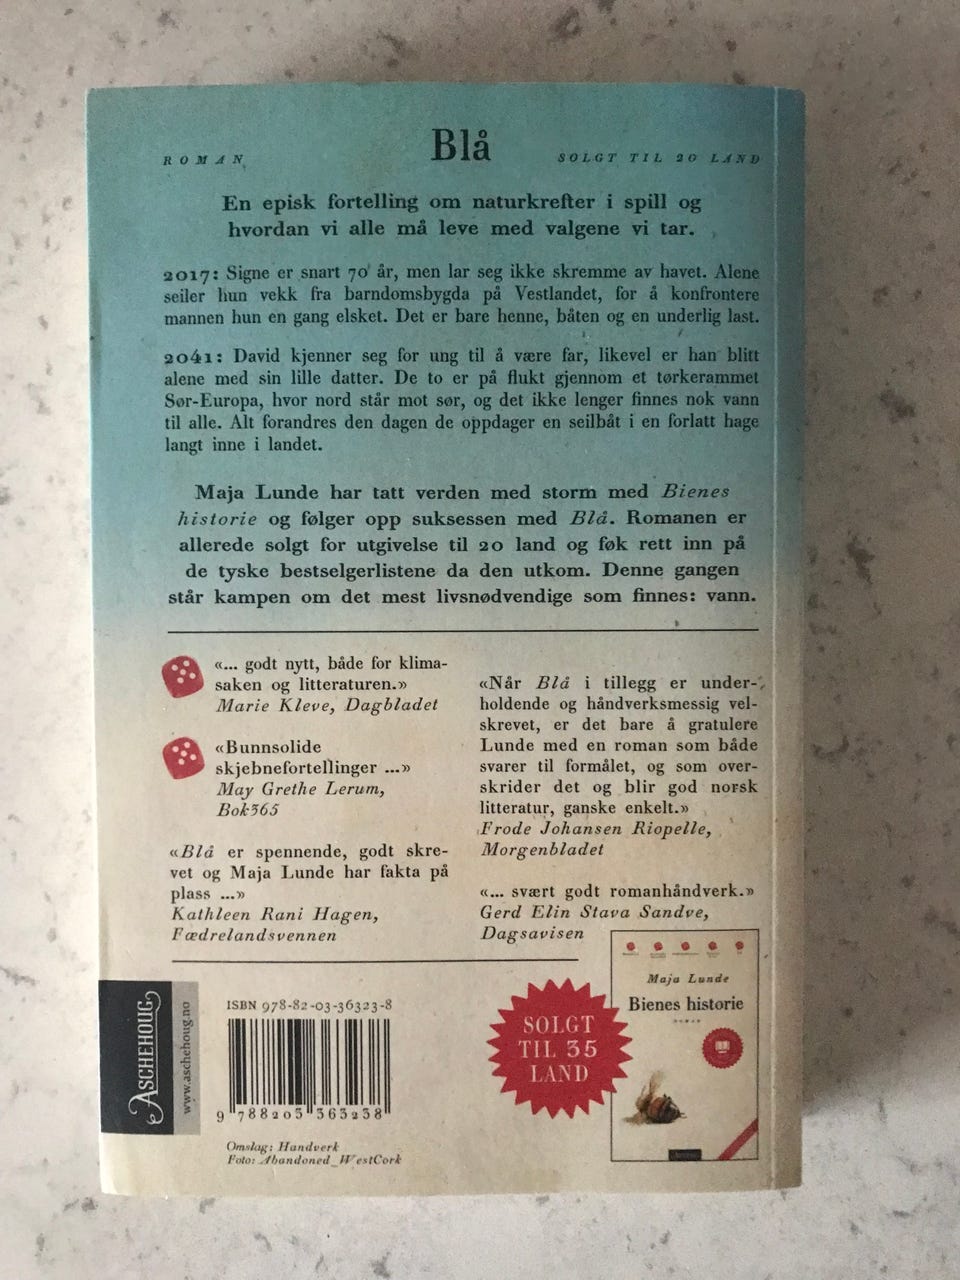 ROMAN
Blå
SOLGT TIL 20 LAND
En episk fortelling om naturkrefter i spill og
hvordan vi alle må leve med valgene vi tar.
2017: Signe er snart 70 år, men lar seg ikke skremme av havet. Alene
seiler hun vekk fra barndomsbygda på Vestlandet, for å konfrontere
mannen hun en gang elsket. Det er bare henne, båten og en underlig last.
2041: David kjenner seg for ung til å være far, likevel er han blitt
alene med sin lille datter. De to er på flukt gjennom et tørkerammet
Sør-Europa, hvor nord står mot sør, og det ikke lenger finnes nok vann
til alle. Alt forandres den dagen de oppdager en seilbåt i en forlatt hage
langt inne i landet.
Maja Lunde har tatt verden med storm med Bienes
historie og følger opp suksessen med Blå. Romanen er
allerede solgt for utgivelse til 20 land og føk rett inn på
de tyske bestselgerlistene da den utkom. Denne gangen
står kampen om det mest livsnødvendige som finnes: vann.
«... godt nytt, både for klima-
saken og litteraturen.»
Marie Kleve, Dagbladet
«Bunnsolide
skjebnefortellinger ...»
May Grethe Lerum,
Bok365
«Blå er spennende, godt skre-
vet og Maja Lunde har fakta på
plass ...»
Kathleen Rani Hagen,
Fædrelandsvennen
«Når Blå i tillegg er under-
holdende og håndverksmessig vel-
skrevet, er det bare å gratulere
Lunde med en roman som både
svarer til formålet, og som over-
skrider det og blir god norsk
litteratur, ganske enkelt.»
Frode Johansen Riopelle,
Morgenbladet
«... svært godt romanhåndverk.»
Gerd Elin Stava Sandve,
Dagsavisen
ASCHEHOUG
www.aschehoug.no
ISBN 978-82-03-36323-8
9 788203 363238
Omslag: Handverk
Foto: Abandoned_WestCork
SOLGT
TIL 35
LAND
Maja Lunde
Bienes historie